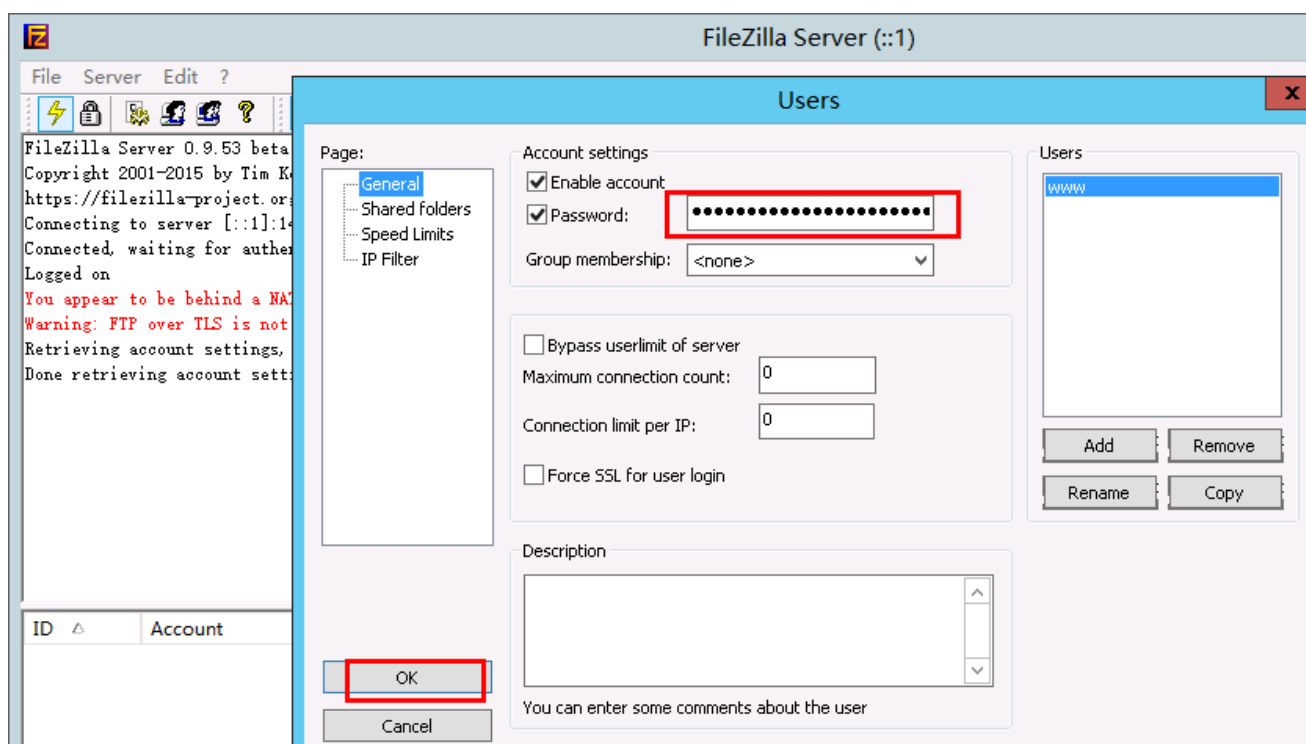 FileZilla Server (::1)
File Server Edit ?
Users
x
FileZilla Server 0.9.53 beta
Copyright 2001-2015 by Tim
https://filezilla-project.or
Connecting to server [::1]:14
Connected, waiting for authen
Logged on
You appear to be behind a NAT
Warning: FTP over TLS is not
Retrieving account settings,
Done retrieving account setti
Page:
General
Shared folders
Speed Limits
IP Filter
Account settings
Enable account
Password:
Group membership:
<none>
Bypass userlimit of server
Maximum connection count:
0
Connection limit per IP:
0
Force SSL for user login
Description
You can enter some comments about the user
Users
www
Add
Remove
Rename
Copy
OK
Cancel
ID
Account